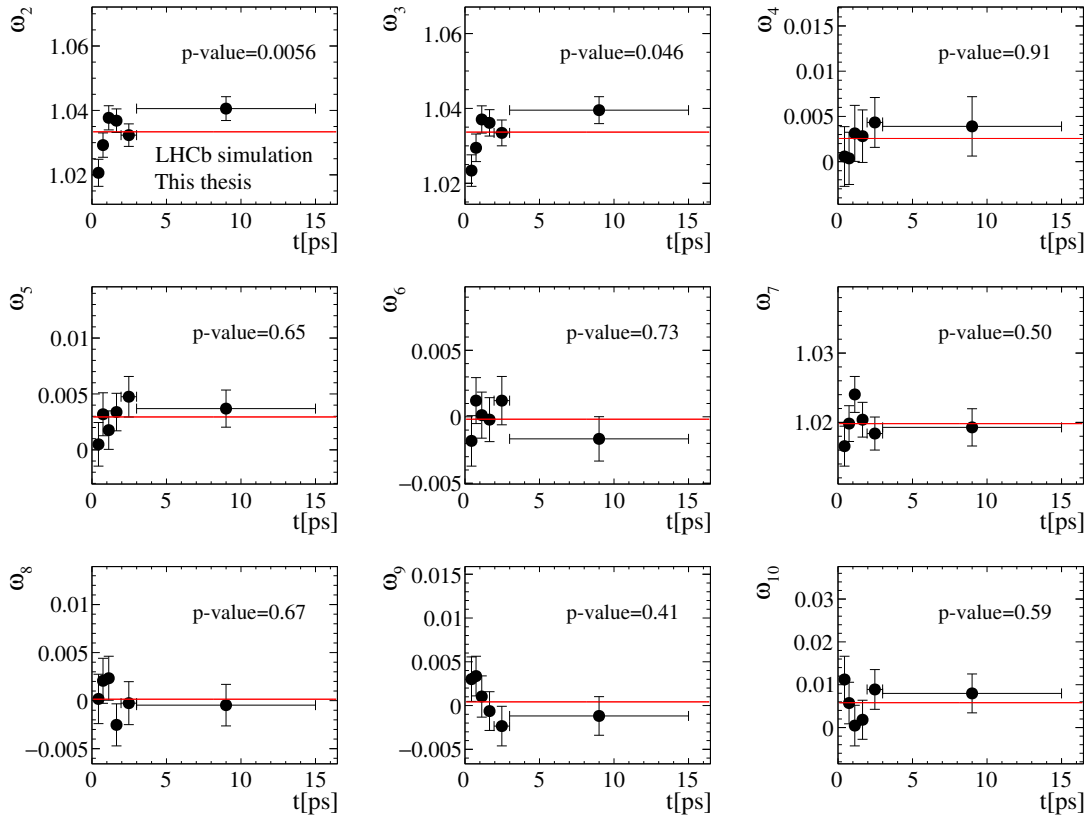 ω2
1.06
1.04
1.02
p-value=0.0056
LHCb simulation
This thesis
0 5 10 15
t[ps]
ω3
1.06
1.04
1.02
p-value=0.046
0 5 10 15
t[ps]
ω4
0.015
0.01
0.005
0
p-value=0.91
0 5 10 15
t[ps]
ω5
0.01
0.005
0
p-value=0.65
0 5 10 15
t[ps]
ω6
0.005
0
−0.005
p-value=0.73
0 5 10 15
t[ps]
ω7
1.03
1.02
p-value=0.50
0 5 10 15
t[ps]
ω8
0.01
0.005
0
−0.005
p-value=0.67
0 5 10 15
t[ps]
ω9
0.015
0.01
0.005
0
−0.005
p-value=0.41
0 5 10 15
t[ps]
ω10
0.03
0.02
0.01
0
p-value=0.59
0 5 10 15
t[ps]